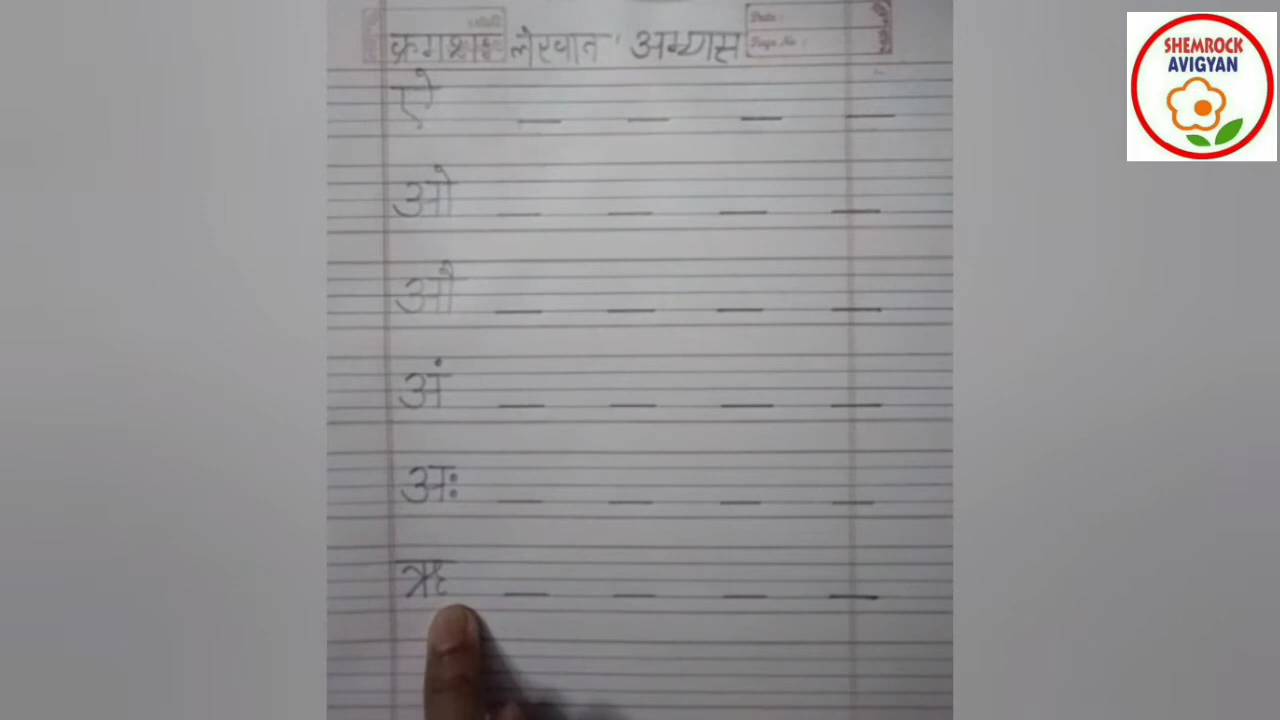 लेखन अभ्यास
Date :
Page No :
SHEMROCK
AVIGYAN
ऐ _ _ _ _
ओ _ _ _ _
औ _ _ _ _
अं _ _ _ _
अः _ _ _ _
ऋ _ _ _ _